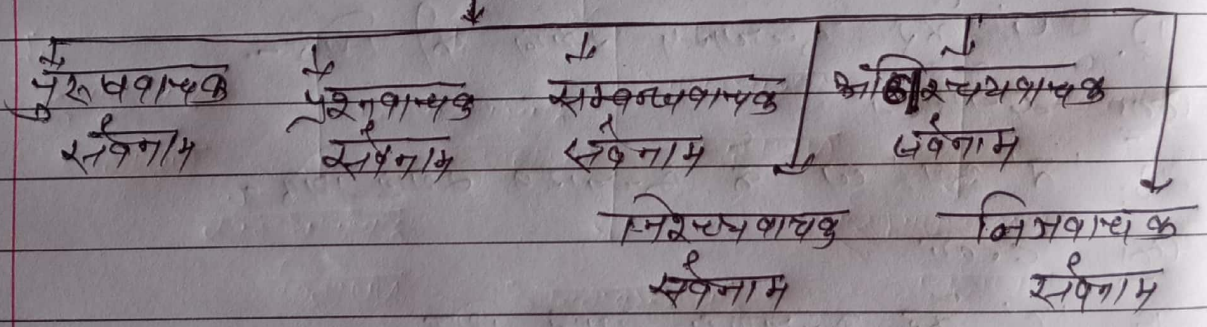 पुरुषवाचक प्रश्नवाचक सम्बन्धवाचक अनिश्चयवाचक
सर्वनाम सर्वनाम सर्वनाम सर्वनाम
निश्चयवाचक निजवाचक
सर्वनाम सर्वनाम